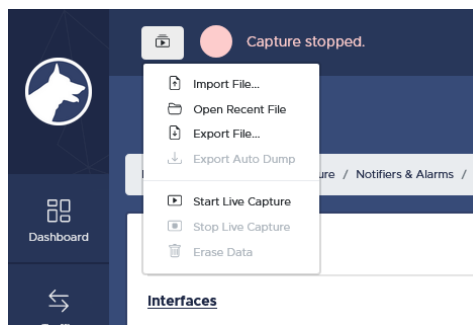 Capture stopped.
Import File...
Open Recent File
Export File...
Export Auto Dump
/ Notifiers & Alarms /
Start Live Capture
Stop Live Capture
Dashboard
Erase Data
Interfaces